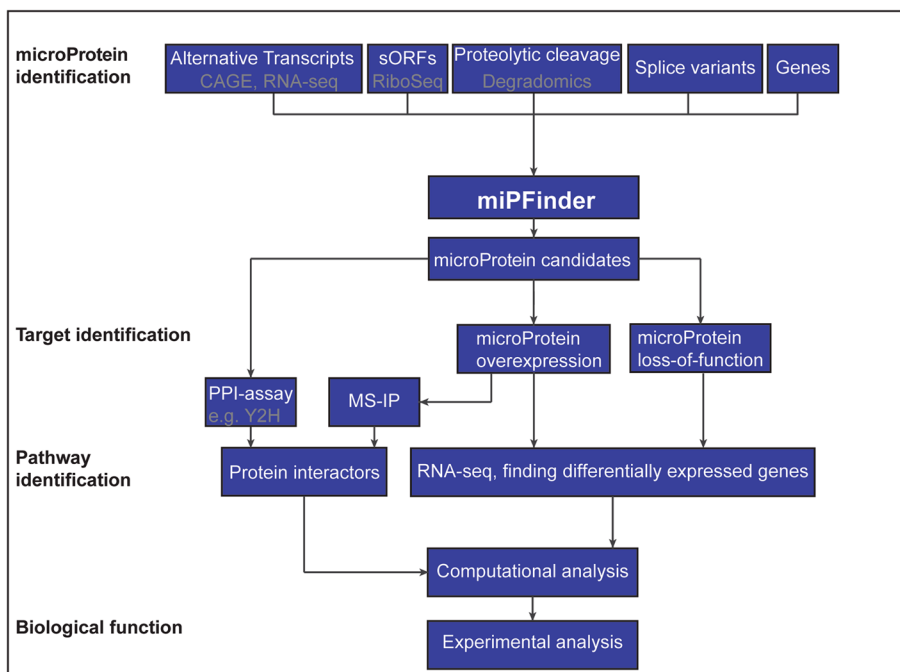 microProtein
identification
Alternative Transcripts
CAGE, RNA-seq
sORFs
RiboSeq
Proteolytic cleavage
Degradomics
Splice variants
Genes
miPFinder
microProtein candidates
Target identification
microProtein
overexpression
microProtein
loss-of-function
PPI-assay
e.g. Y2H
MS-IP
Pathway
identification
Protein interactors
RNA-seq, finding differentially expressed genes
Computational analysis
Biological function
Experimental analysis